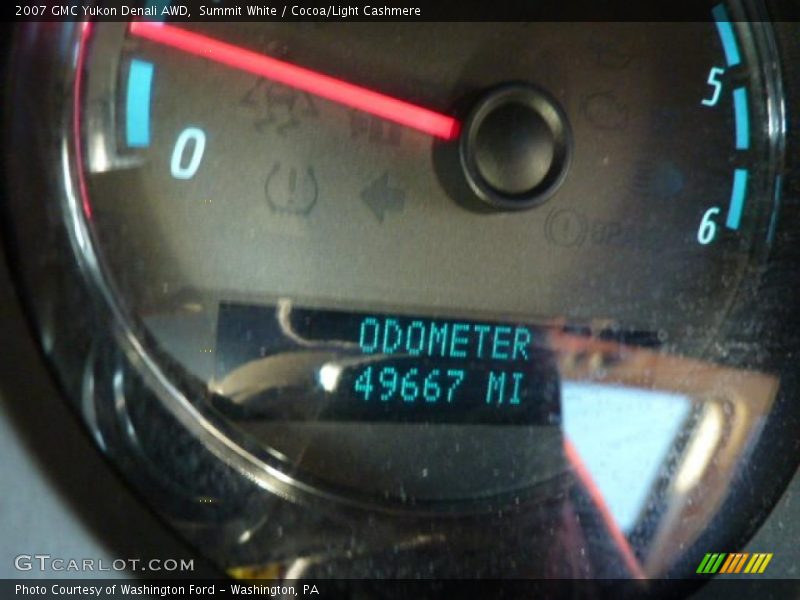 2007 GMC Yukon Denali AWD, Summit White / Cocoa/Light Cashmere
5
0
6
ODOMETER
49667 MI
GTCARLOT.COM
Photo Courtesy of Washington Ford - Washington, PA